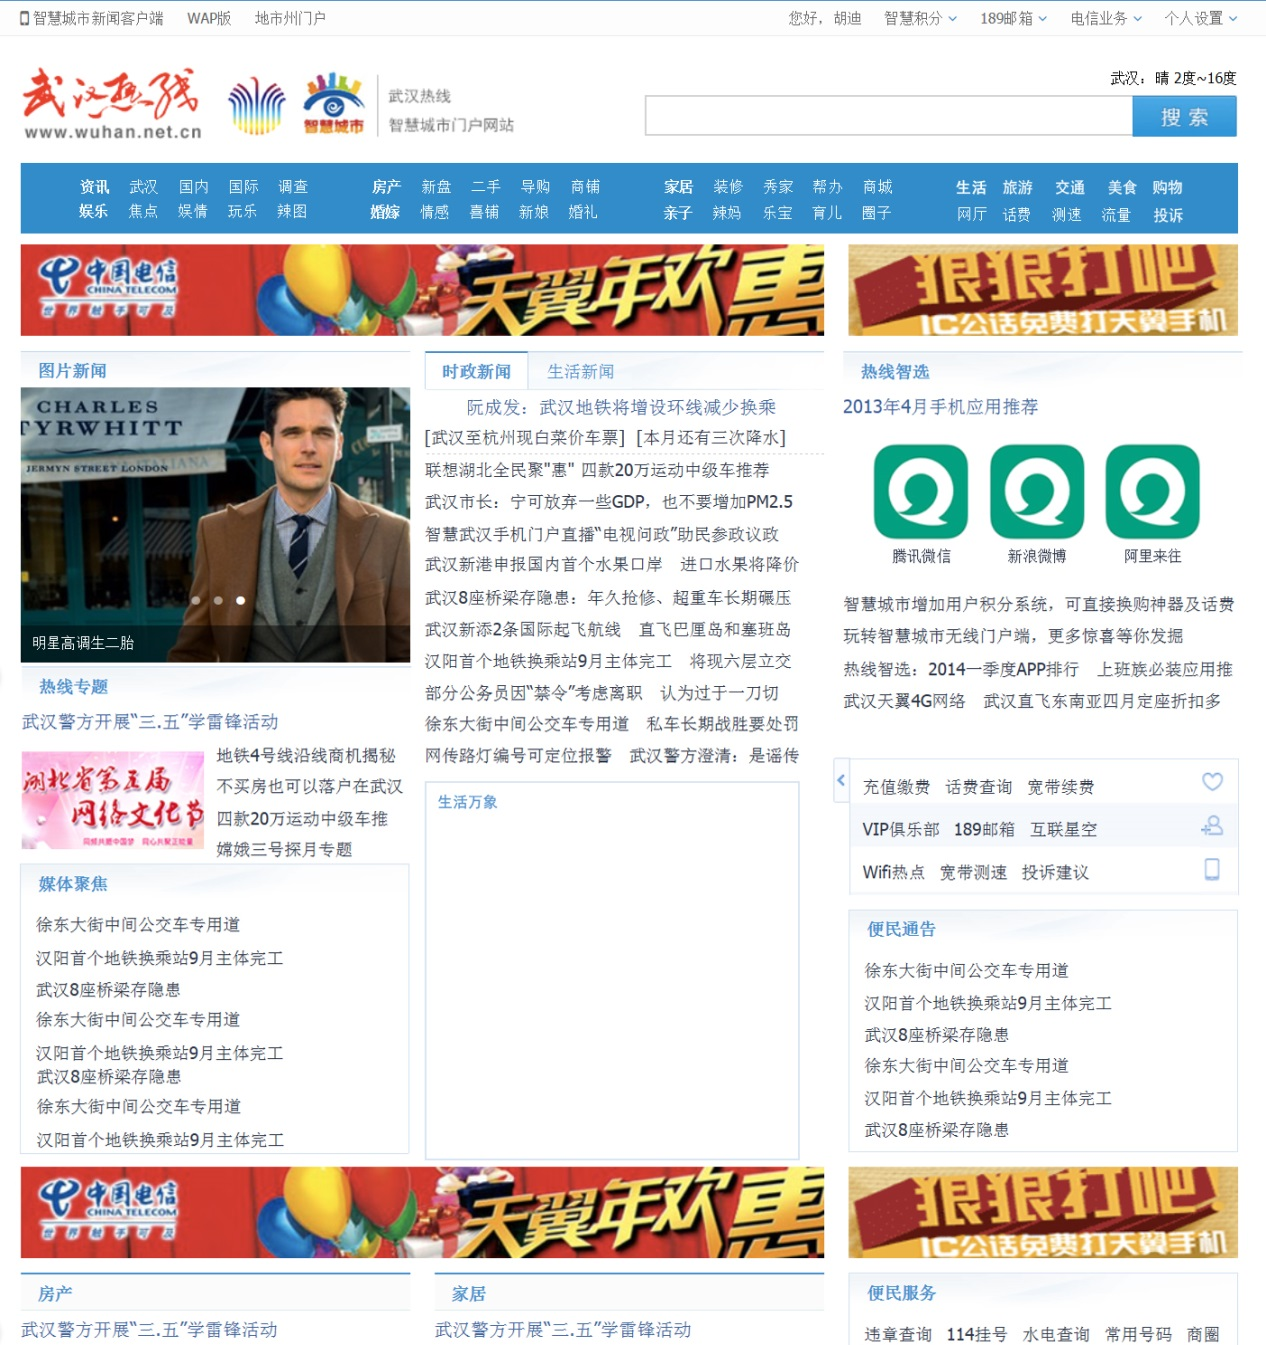 智慧城市新闻客户端 WAP版 地市州门户 您好，胡迪 智慧积分 189邮箱 电信业务 个人设置
武汉：晴 2度~16度
武汉热线
www.wuhan.net.cn
智慧城市
武汉热线
智慧城市门户网站
搜 索
资讯 武汉 国内 国际 调查 房产 新盘 二手 导购 商铺 家居 装修 秀家 帮办 商城 生活 旅游 交通 美食 购物
娱乐 焦点 娱情 玩乐 辣图 婚嫁 情感 喜铺 新娘 婚礼 亲子 辣妈 乐宝 育儿 圈子 网厅 话费 测速 流量 投诉
中国电信
CHINA TELECOM
世界触手可及
天翼年欢惠
狠狠打吧！
IC公话免费打天翼手机
图片新闻
CHARLES
TYRWHITT
JERMYN STREET LONDON
明星高调生二胎
热线专题
武汉警方开展“三.五”学雷锋活动
湖北省第五届
网络文化节
网络共建中国梦 同心共聚正能量
地铁4号线沿线商机揭秘
不买房也可以落户在武汉
四款20万运动中级车推
嫦娥三号探月专题
媒体聚焦
徐东大街中间公交车专用道
汉阳首个地铁换乘站9月主体完工
武汉8座桥梁存隐患
徐东大街中间公交车专用道
汉阳首个地铁换乘站9月主体完工
武汉8座桥梁存隐患
徐东大街中间公交车专用道
汉阳首个地铁换乘站9月主体完工
时政新闻 生活新闻
阮成发：武汉地铁将增设环线减少换乘
[武汉至杭州现白菜价车票] [本月还有三次降水]
联想湖北全民聚"惠" 四款20万运动中级车推荐
武汉市长：宁可放弃一些GDP，也不要增加PM2.5
智慧武汉手机门户直播“电视问政”助民参政议政
武汉新港申报国内首个水果口岸 进口水果将降价
武汉8座桥梁存隐患：年久抢修、超重车长期碾压
武汉新添2条国际起飞航线 直飞巴厘岛和塞班岛
汉阳首个地铁换乘站9月主体完工 将现六层立交
部分公务员因“禁令”考虑离职 认为过于一刀切
徐东大街中间公交车专用道 私车长期战胜要处罚
网传路灯编号可定位报警 武汉警方澄清：是谣传
生活万象
热线智选
2013年4月手机应用推荐
腾讯微信 新浪微博 阿里来往
智慧城市增加用户积分系统，可直接换购神器及话费
玩转智慧城市无线门户端，更多惊喜等你发掘
热线智选：2014一季度APP排行 上班族必装应用推
武汉天翼4G网络 武汉直飞东南亚四月定座折扣多
充值缴费 话费查询 宽带续费
VIP俱乐部 189邮箱 互联星空
Wifi热点 宽带测速 投诉建议
便民通告
徐东大街中间公交车专用道
汉阳首个地铁换乘站9月主体完工
武汉8座桥梁存隐患
徐东大街中间公交车专用道
汉阳首个地铁换乘站9月主体完工
武汉8座桥梁存隐患
中国电信
CHINA TELECOM
世界触手可及
天翼年欢惠
狠狠打吧！
IC公话免费打天翼手机
房产
武汉警方开展“三.五”学雷锋活动
家居
武汉警方开展“三.五”学雷锋活动
便民服务
违章查询 114挂号 水电查询 常用号码 商圈